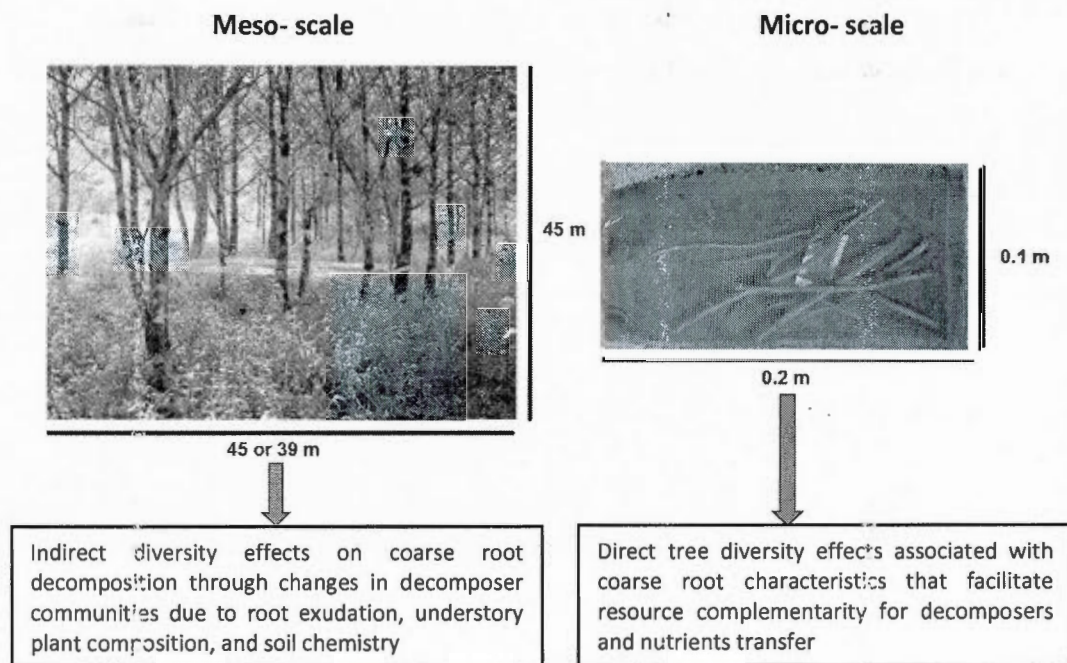 Meso- scale
Micro- scale
45 m
0.1 m
0.2 m
45 or 39 m
Indirect diversity effects on coarse root
decomposition through changes in decomposer
communities due to root exudation, understory
plant composition, and soil chemistry
Direct tree diversity effects associated with
coarse root characteristics that facilitate
resource complementarity for decomposers
and nutrients transfer